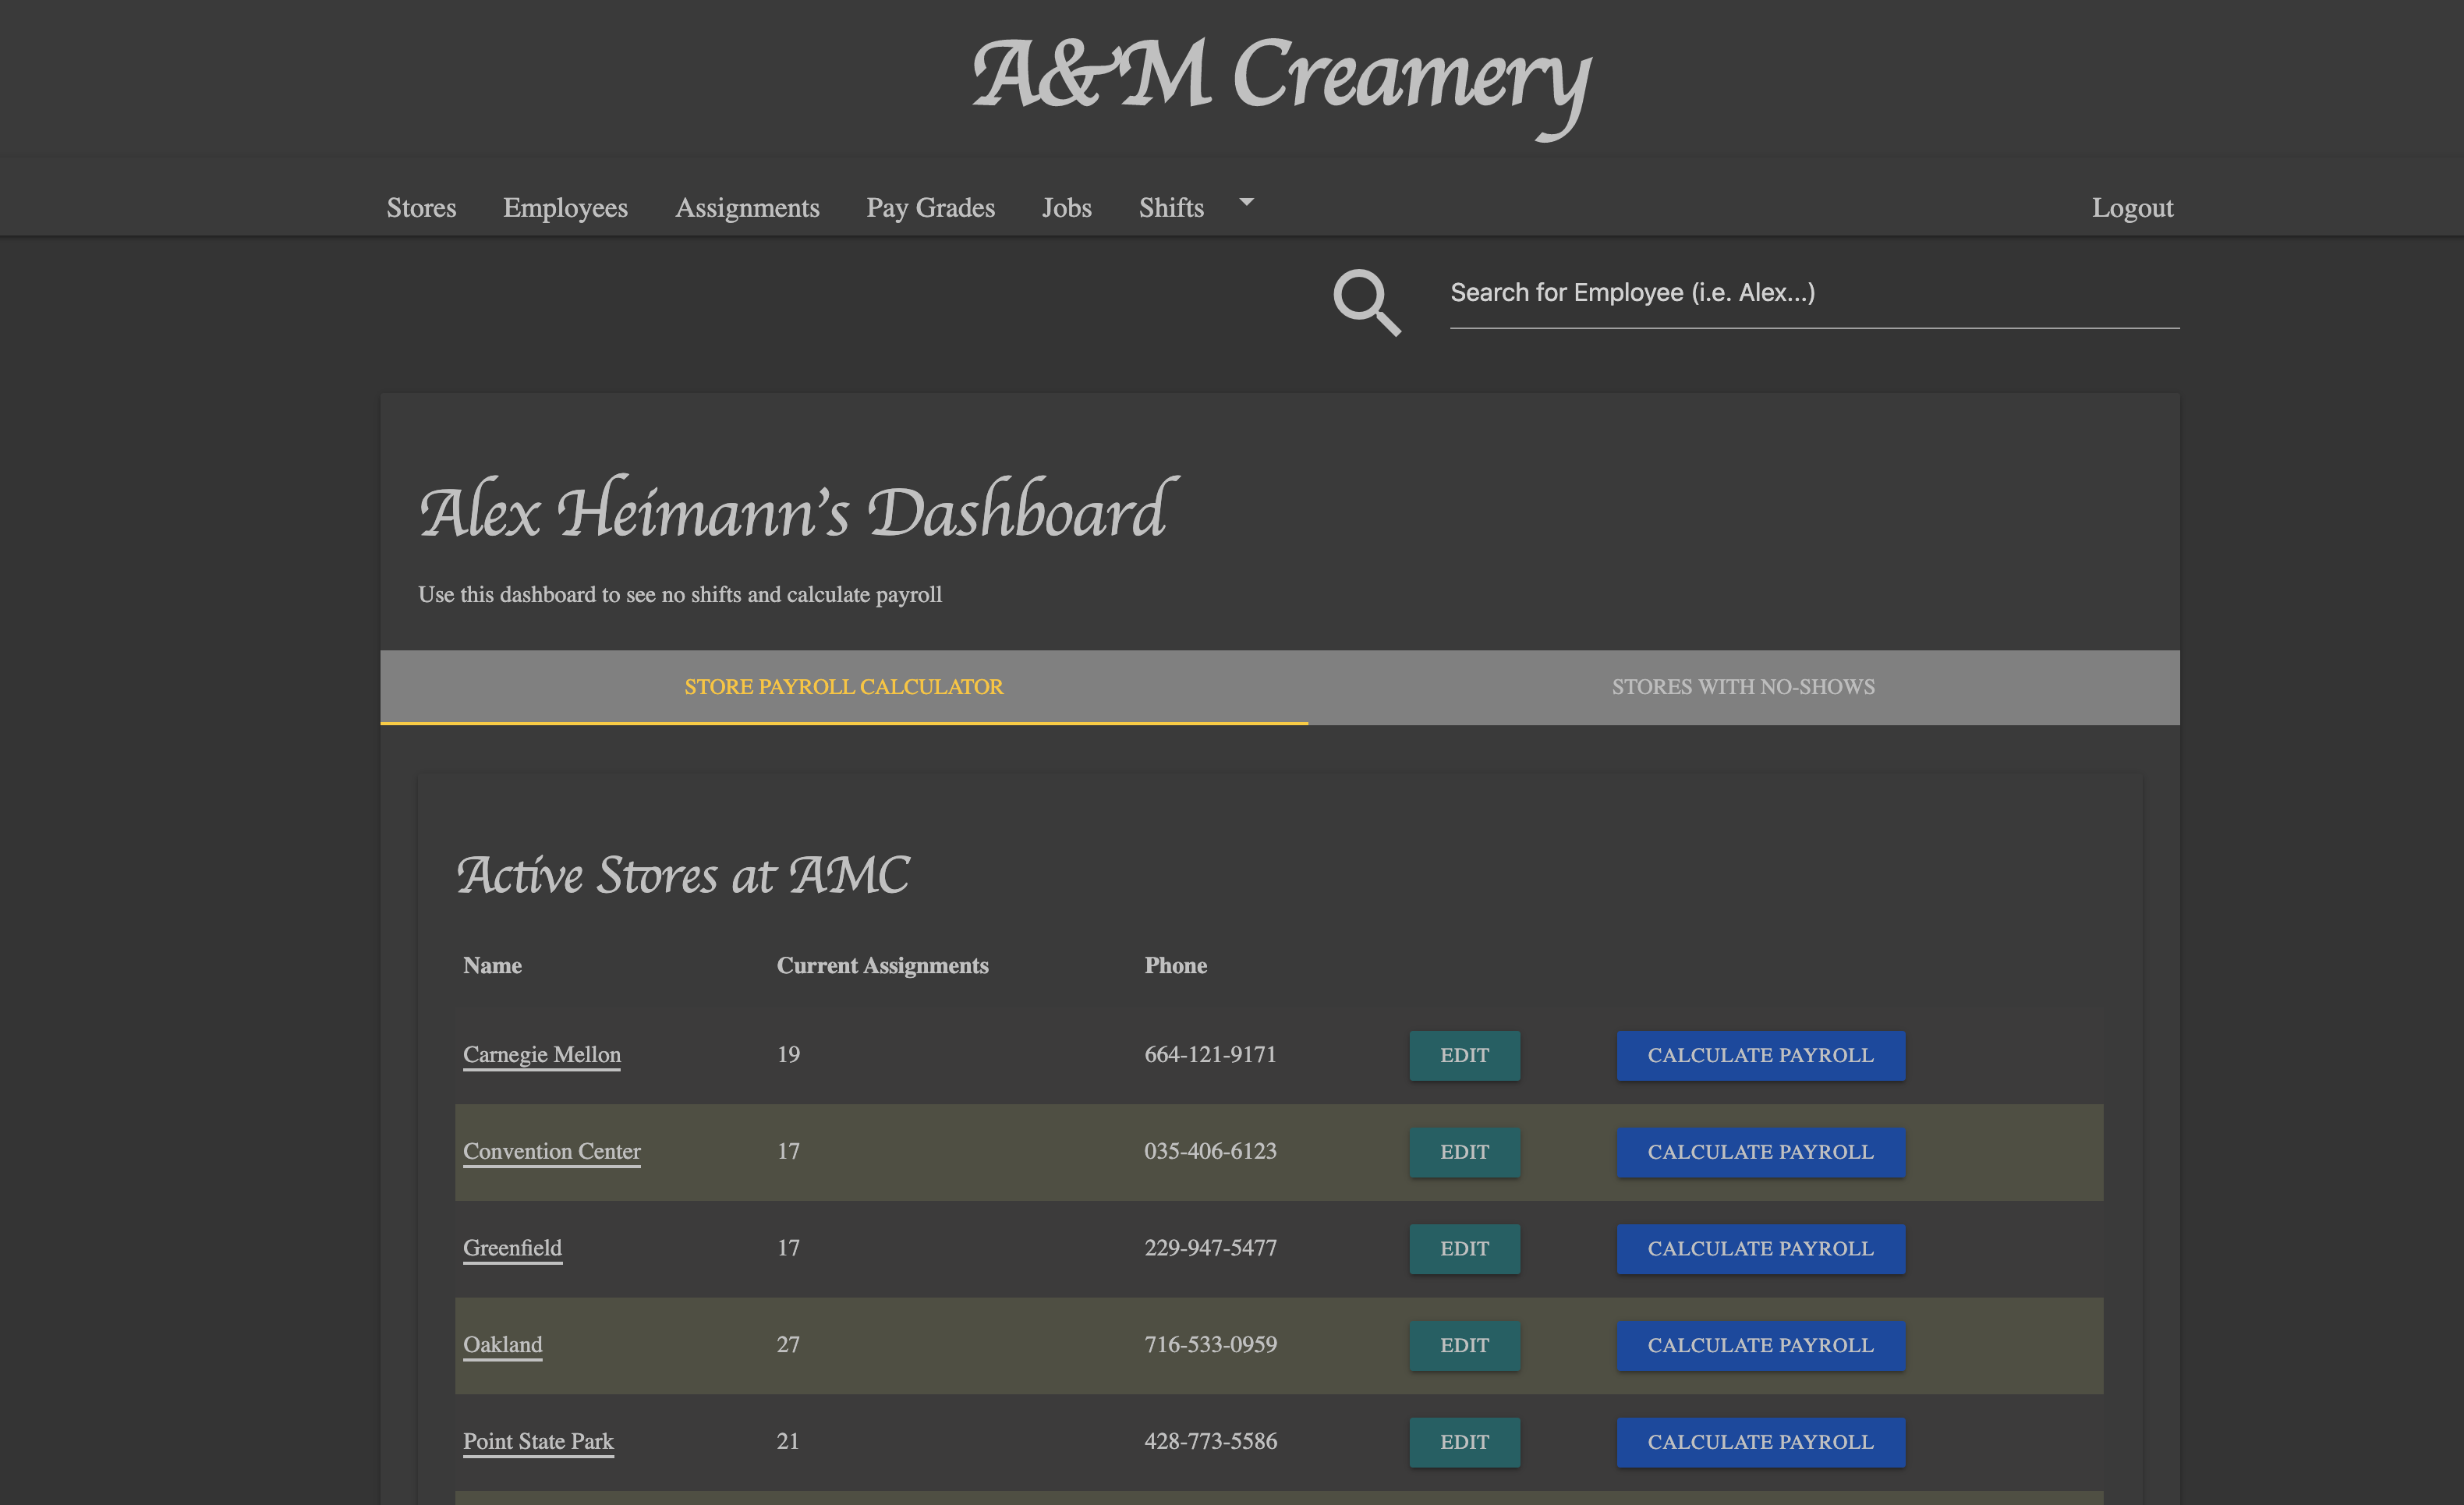 A&M Creamery
Stores Employees Assignments Pay Grades Jobs Shifts Logout
Search for Employee (i.e. Alex...)
Alex Heimann's Dashboard
Use this dashboard to see no shifts and calculate payroll
STORE PAYROLL CALCULATOR STORES WITH NO-SHOWS
Active Stores at AMC
Name Current Assignments Phone
Carnegie Mellon 19 664-121-9171 EDIT CALCULATE PAYROLL
Convention Center 17 035-406-6123 EDIT CALCULATE PAYROLL
Greenfield 17 229-947-5477 EDIT CALCULATE PAYROLL
Oakland 27 716-533-0959 EDIT CALCULATE PAYROLL
Point State Park 21 428-773-5586 EDIT CALCULATE PAYROLL